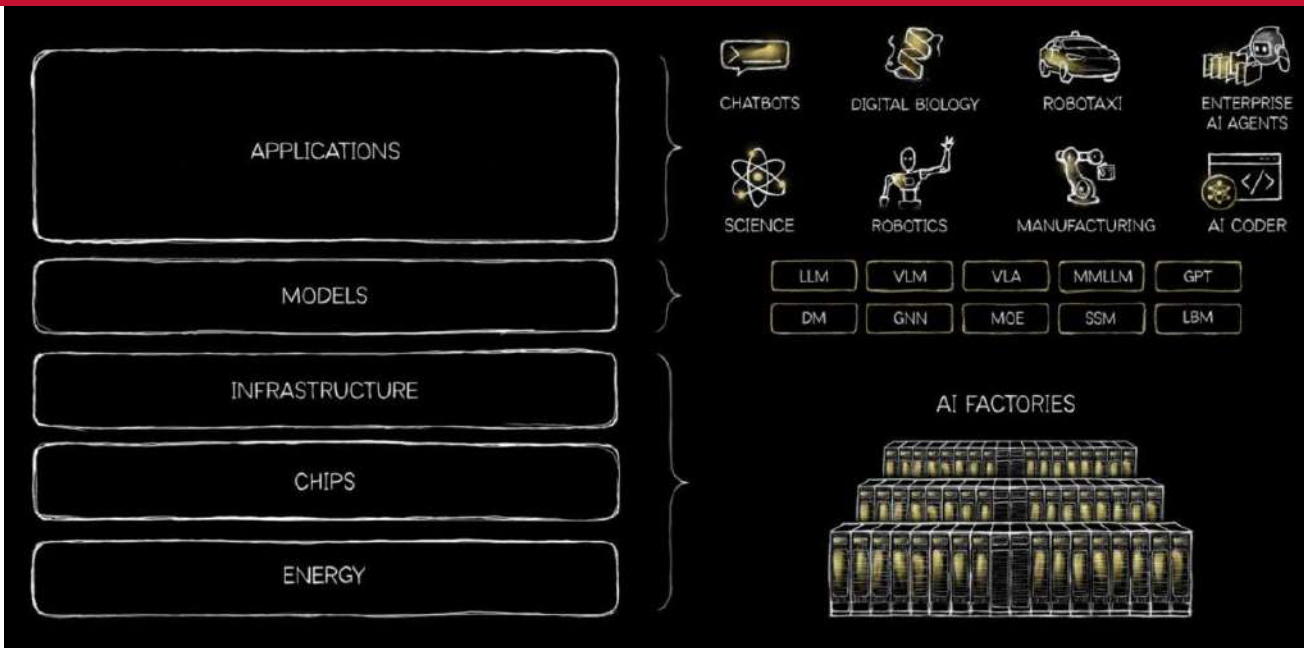 APPLICATIONS
CHATBOTS
DIGITAL BIOLOGY
ROBOTAXI
ENTERPRISE
AI AGENTS
SCIENCE
ROBOTICS
MANUFACTURING
AI CODER
MODELS
LLM
VLM
VLA
MMLLM
GPT
DM
GNN
MOE
SSM
LBM
INFRASTRUCTURE
CHIPS
ENERGY
AI FACTORIES